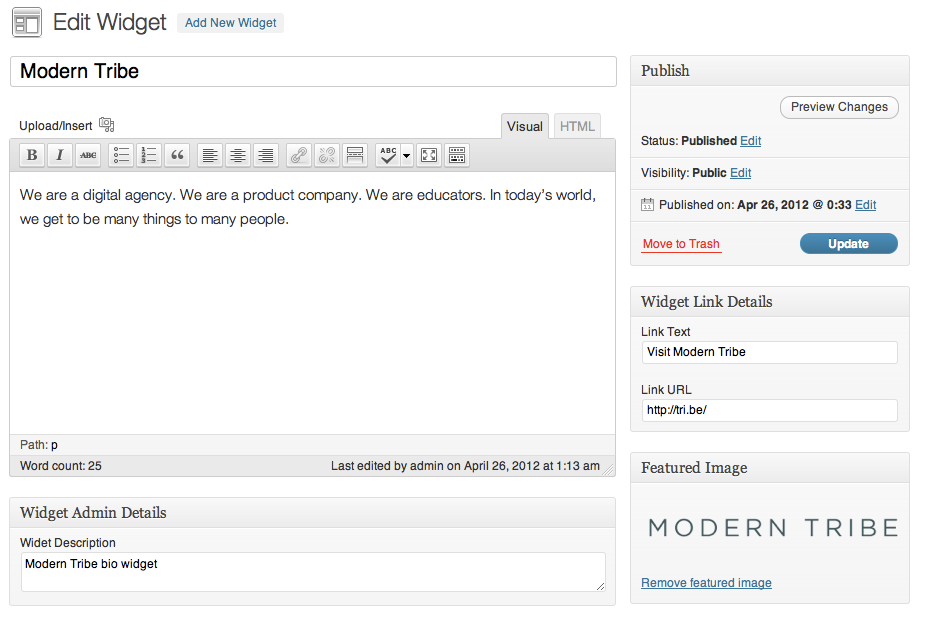 Edit Widget Add New Widget
Modern Tribe
Upload/Insert
Visual HTML
B I ABC ABC
We are a digital agency. We are a product company. We are educators. In today's world,
we get to be many things to many people.
Path: p
Word count: 25 Last edited by admin on April 26, 2012 at 1:13 am
Widget Admin Details
Widet Description
Modern Tribe bio widget
Publish
Preview Changes
Status: Published Edit
Visibility: Public Edit
11 Published on: Apr 26, 2012 @ 0:33 Edit
Move to Trash Update
Widget Link Details
Link Text
Visit Modern Tribe
Link URL
http://tri.be/
Featured Image
MODERN TRIBE
Remove featured image